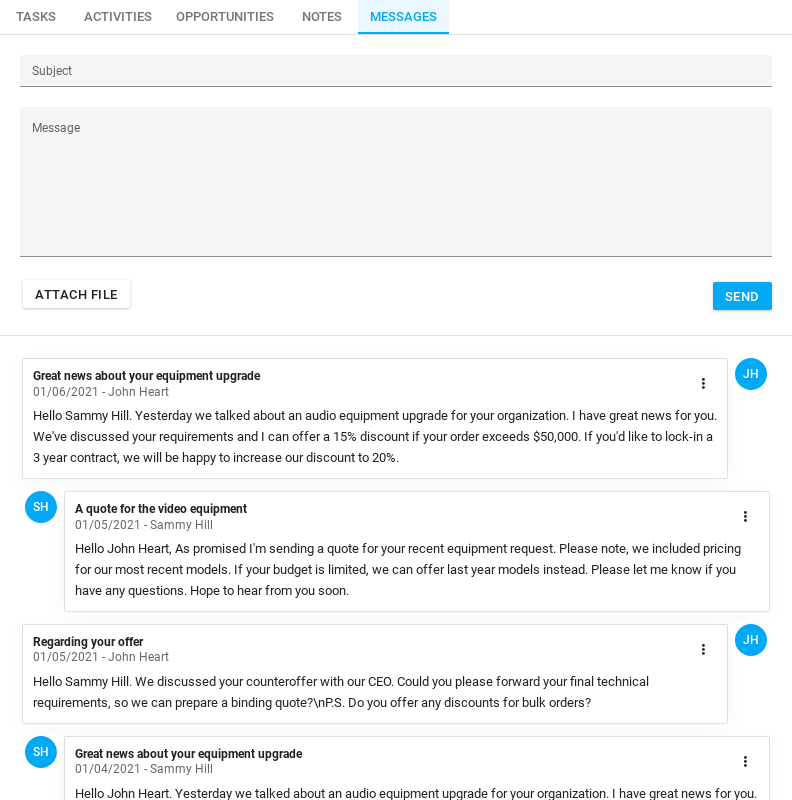 TASKS ACTIVITIES OPPORTUNITIES NOTES MESSAGES
Subject
Message
ATTACH FILE SEND
Great news about your equipment upgrade
01/06/2021 - John Heart
JH
Hello Sammy Hill. Yesterday we talked about an audio equipment upgrade for your organization. I have great news for you.
We've discussed your requirements and I can offer a 15% discount if your order exceeds $50,000. If you'd like to lock-in a
3 year contract, we will be happy to increase our discount to 20%.
SH
A quote for the video equipment
01/05/2021 - Sammy Hill
Hello John Heart, As promised I'm sending a quote for your recent equipment request. Please note, we included pricing
for our most recent models. If your budget is limited, we can offer last year models instead. Please let me know if you
have any questions. Hope to hear from you soon.
Regarding your offer
01/05/2021 - John Heart
JH
Hello Sammy Hill. We discussed your counteroffer with our CEO. Could you please forward your final technical
requirements, so we can prepare a binding quote?\nP.S. Do you offer any discounts for bulk orders?
SH
Great news about your equipment upgrade
01/04/2021 - Sammy Hill
Hello John Heart. Yesterday we talked about an audio equipment upgrade for your organization. I have great news for you.